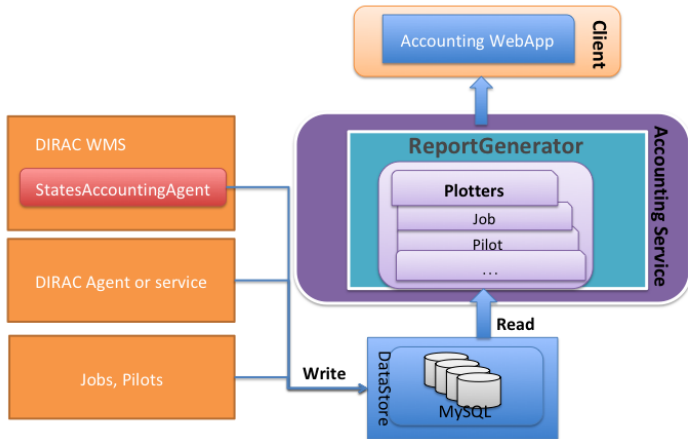 Accounting WebApp
Client
DIRAC WMS
StatesAccountingAgent
DIRAC Agent or service
Jobs, Pilots
Accounting Service
ReportGenerator
Plotters
Job
Pilot
...
Read
Write
DataStore
MySQL